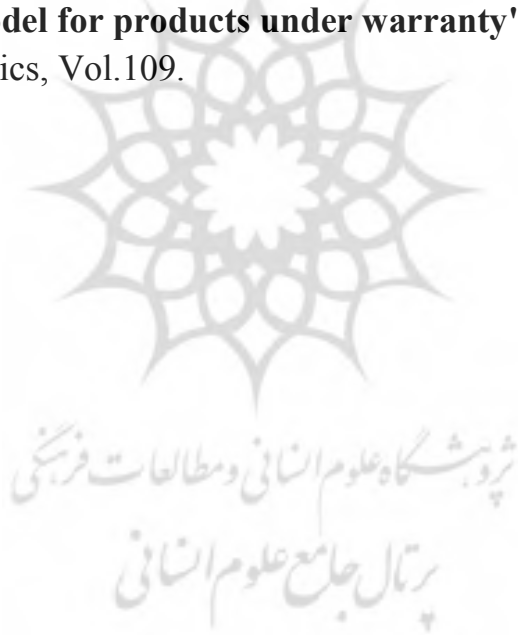 del for products under warranty'
ics, Vol.109.
پژوهشگاه علوم انسانی و مطالعات فرهنگی
پرتال جامع علوم انسانی